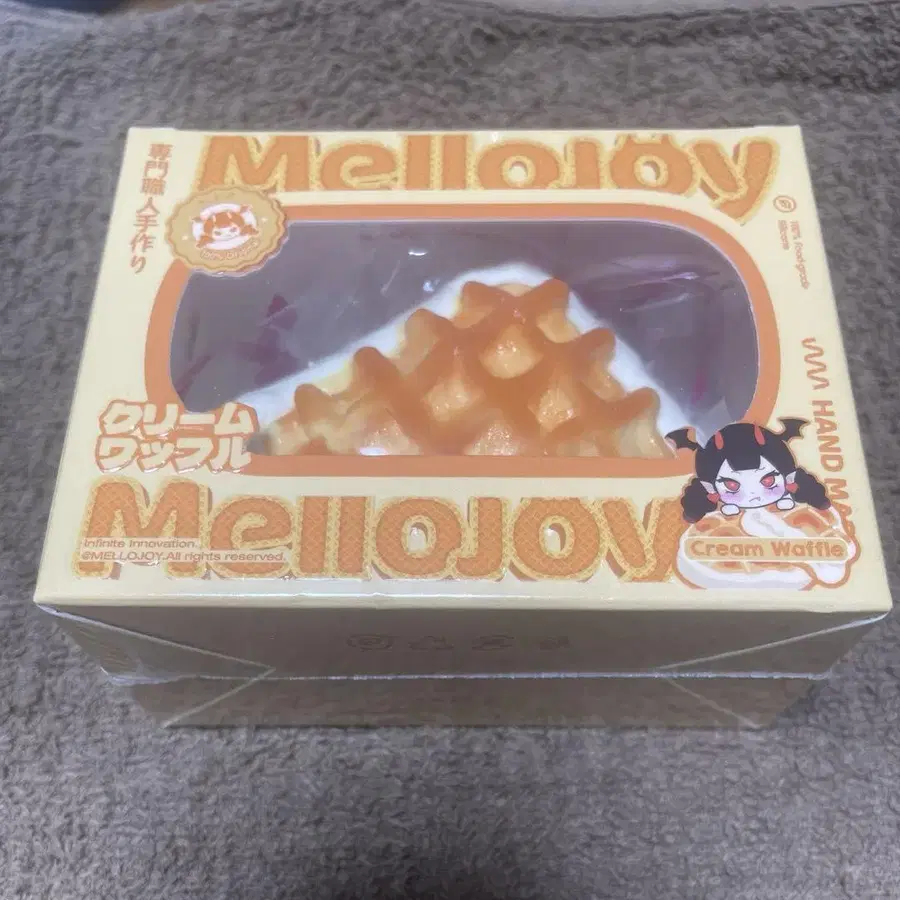 専門職人手作り
Mellojoy
100% Food-grade
Silicone
クリーム
ワッフル
HAND MA
Mellojoy
Infinite Innovation.
@MELLOJOY.All rights reserved.
Cream Waffle